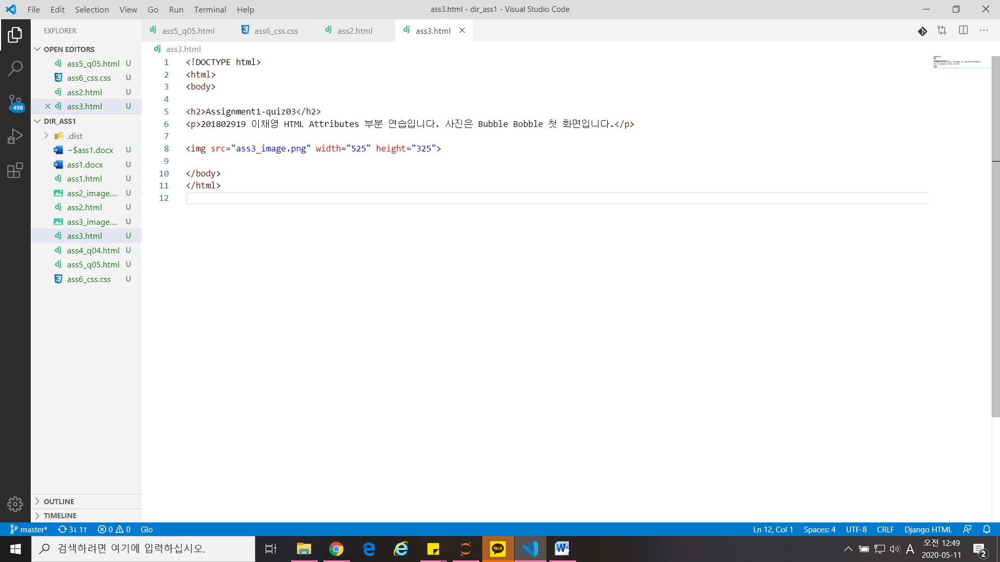 File Edit Selection View Go Run Terminal Help
ass3.html - dir_ass1 - Visual Studio Code
EXPLORER
OPEN EDITORS
ass5_q05.html U
ass6_css.css U
ass2.html U
ass3.html U
498
DIR_ASS1
.dist
~$ass1.docx U
ass1.docx U
ass1.html U
ass2_image.... U
ass2.html U
ass3_image.... U
ass3.html U
ass4_q04.html U
ass5_q05.html U
ass6_css.css U
OUTLINE
TIMELINE
ass5_q05.html ass6_css.css ass2.html ass3.html
ass3.html
1 <!DOCTYPE html>
2 <html>
3 <body>
4
5 <h2>Assignment1-quiz03</h2>
6 <p>201802919 이채영 HTML Attributes 부분 연습입니다. 사진은 Bubble Bobble 첫 화면입니다.</p>
7
8 <img src="ass3_image.png" width="525" height="325">
9
10 </body>
11 </html>
12
master* 3↓ 1↑ 0 0 Glo
Ln 12, Col 1 Spaces: 4 UTF-8 CRLF Django HTML
검색하려면 여기에 입력하십시오.
TALK
A
오전 12:49
2020-05-11
2